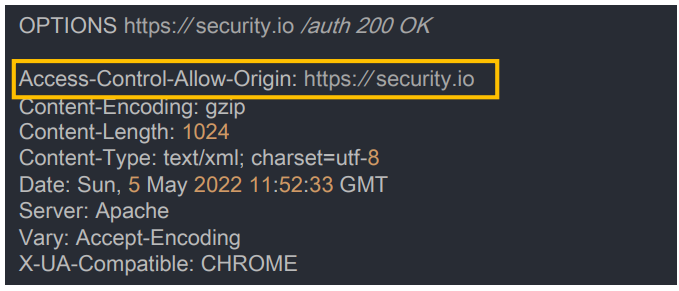 OPTIONS https://security.io /auth 200 OK
Access-Control-Allow-Origin: https://security.io
Content-Encoding: gzip
Content-Length: 1024
Content-Type: text/xml; charset=utf-8
Date: Sun, 5 May 2022 11:52:33 GMT
Server: Apache
Vary: Accept-Encoding
X-UA-Compatible: CHROME